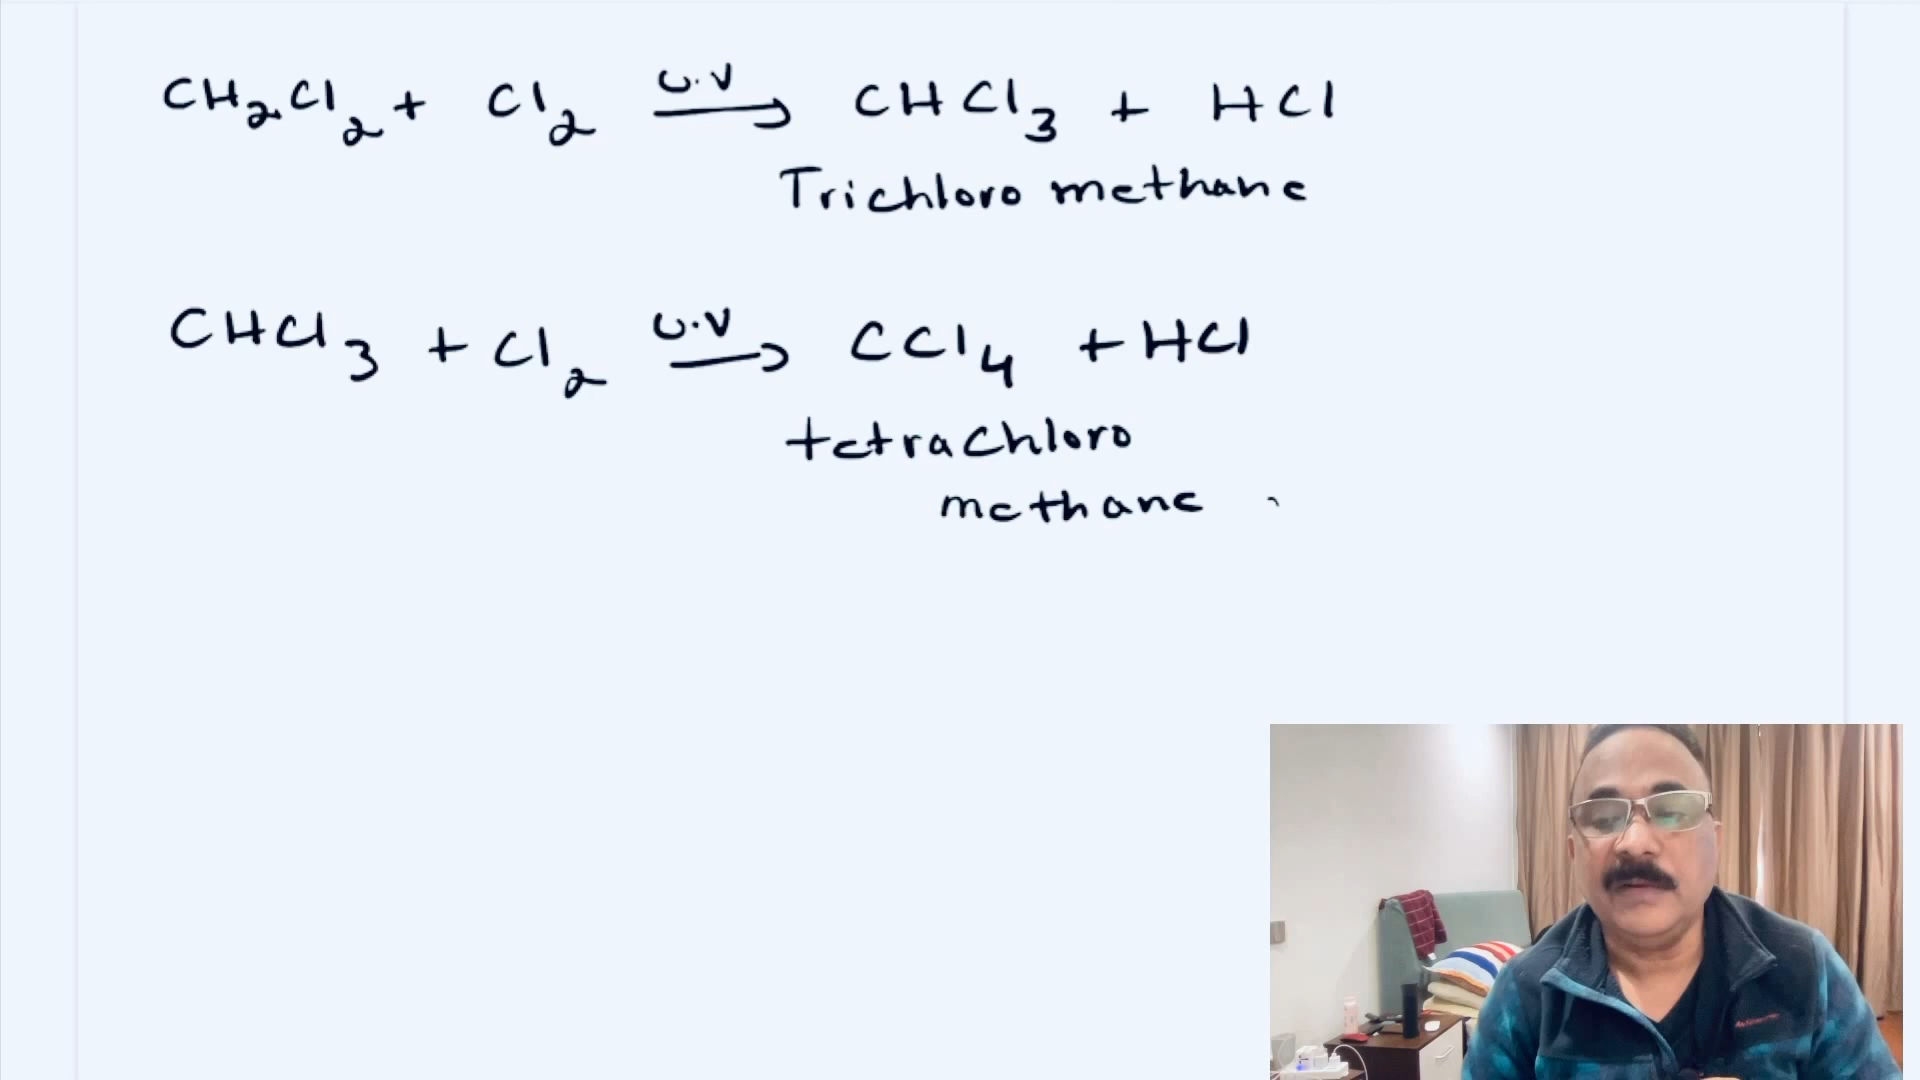 CH₂Cl₂ + Cl₂ U.V → CHCl₃ + HCl
Trichloro methane
CHCl₃ + Cl₂ U.V → CCl₄ + HCl
tetrachloro
methane